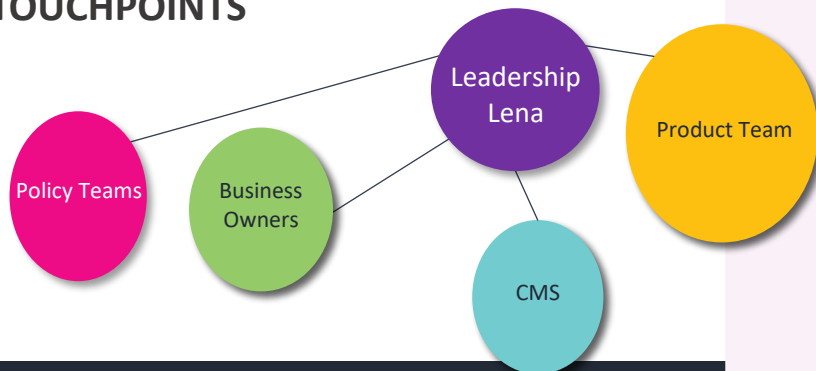 TOUCHPOINTS
Leadership
Lena
Product Team
Policy Teams
Business
Owners
CMS